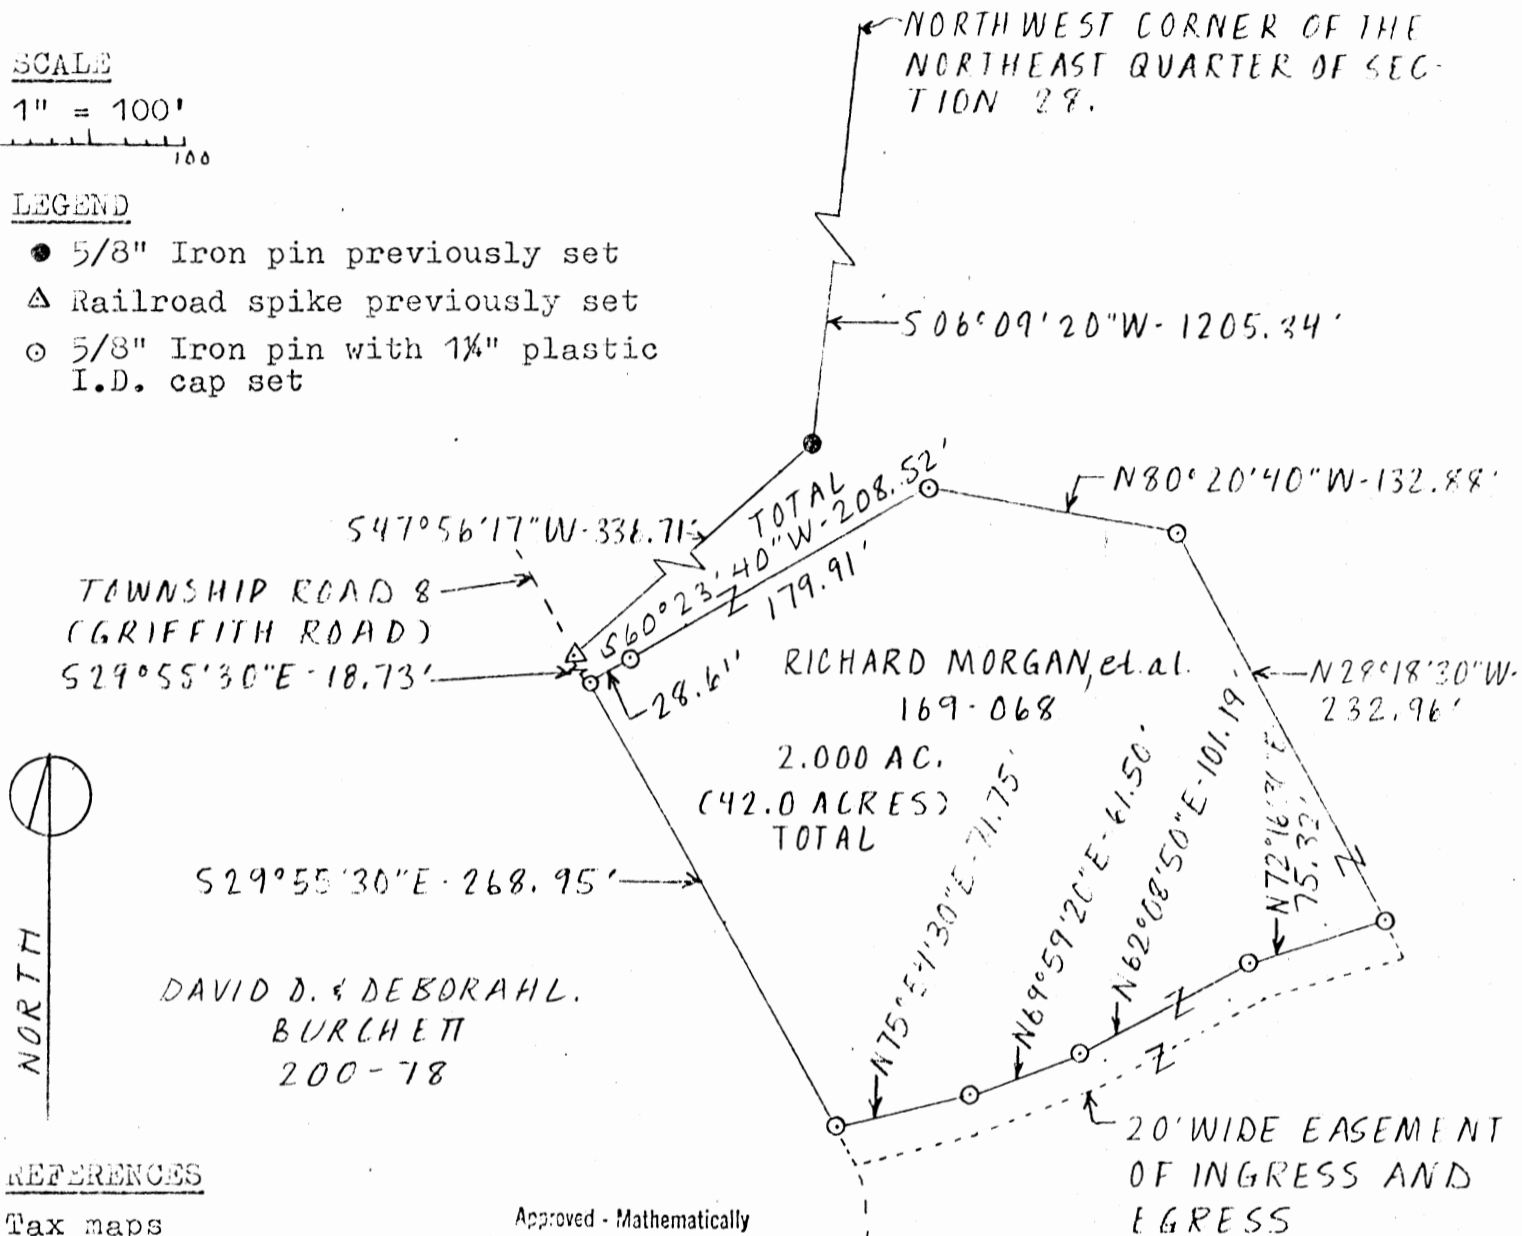 SCALE
1" = 100'
100
LEGEND
5/8" Iron pin previously set
Railroad spike previously set
5/8" Iron pin with 1¼" plastic
I.D. cap set
NORTHWEST CORNER OF THE
NORTHEAST QUARTER OF SEC-
TION 28.
S06°09'20"W-1205.34'
N80°20'40"W-132.88'
TOTAL
S60°23'40"W-208.52'
179.91'
28.61'
S47°56'17"W-
TOWNSHIP ROAD 8
(GRIFFITH ROAD)
S29°55'30"E-18.73'
RICHARD MORGAN, et. al.
169-068
2.000 AC.
(42.0 ACRES)
TOTAL
N28°18'30"W-
232.96'
S29°55'30"E-268.95'
N75°54'30"E-71.75'
N69°59'20"E-61.50'
N62°08'50"E-101.19'
75.32'
NORTH
DAVID D. & DEBORAH L.
BURCHETT
200-78
20' WIDE EASEMENT
OF INGRESS AND
EGRESS
REFERENCES
Tax maps
Approved - Mathematically